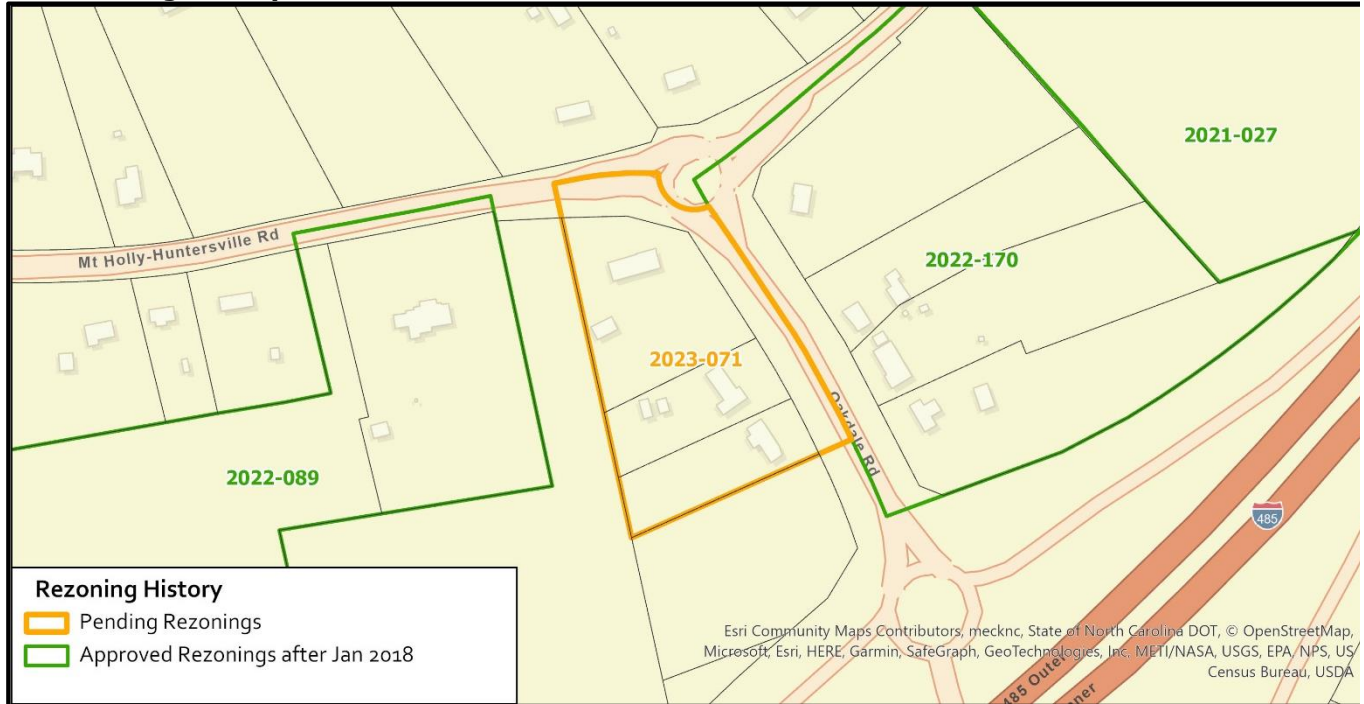 2021-027
Mt Holly-Huntersville Rd
2022-170
2023-071
Oakdale Rd
2022-089
485
Rezoning History
Pending Rezonings
Approved Rezonings after Jan 2018
Esri Community Maps Contributors, mecknc, State of North Carolina DOT, © OpenStreetMap,
Microsoft, Esri, HERE, Garmin, SafeGraph, GeoTechnologies, Inc, METI/NASA, USGS, EPA, NPS, US
Census Bureau, USDA
485 Outer